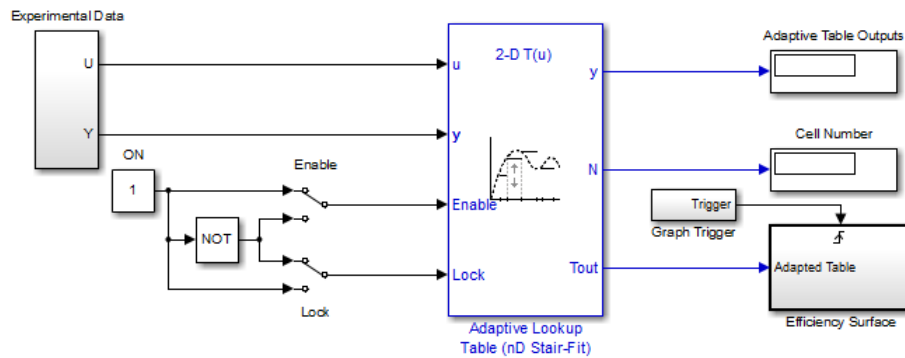 Experimental Data
U
Y
ON
1
NOT
Enable
Lock
2-D T(u)
u
y
Enable
Lock
y
N
Tout
Adaptive Lookup
Table (nD Stair-Fit)
Adaptive Table Outputs
Cell Number
Trigger
Graph Trigger
Adapted Table
Efficiency Surface